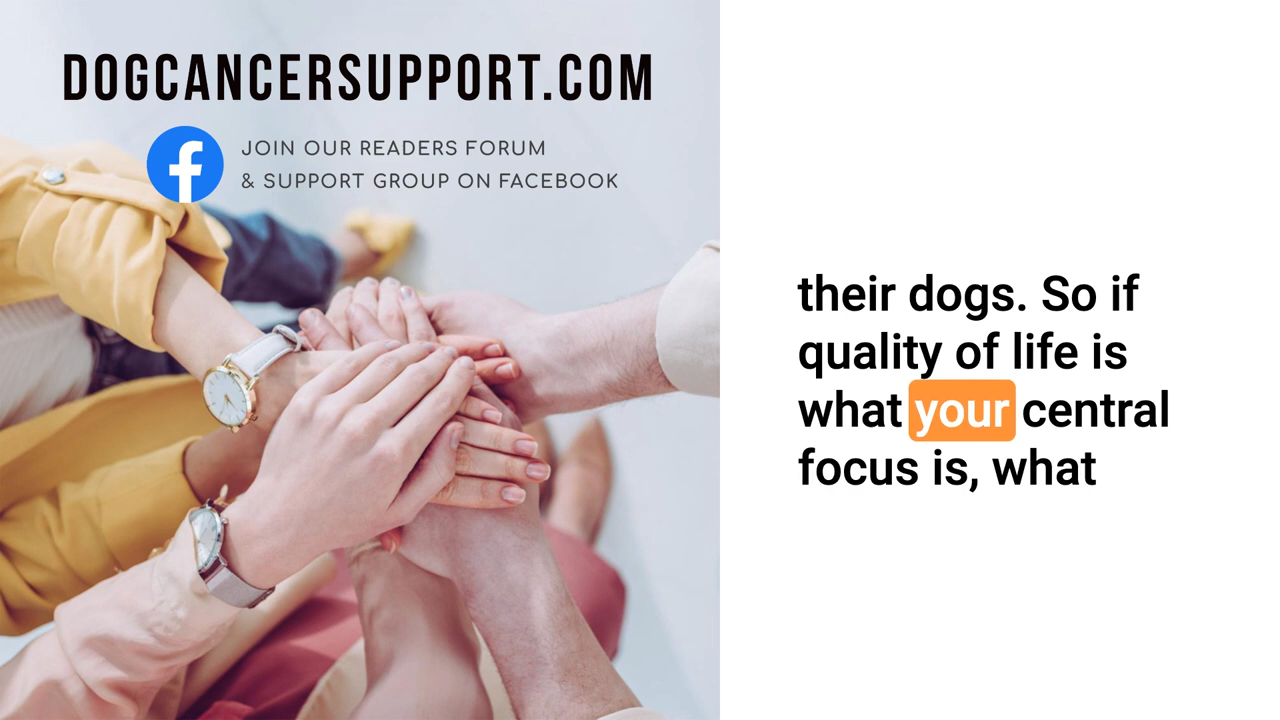 DOGCANCERSUPPORT.COM
JOIN OUR READERS FORUM
& SUPPORT GROUP ON FACEBOOK
their dogs. So if
quality of life is
what your central
focus is, what